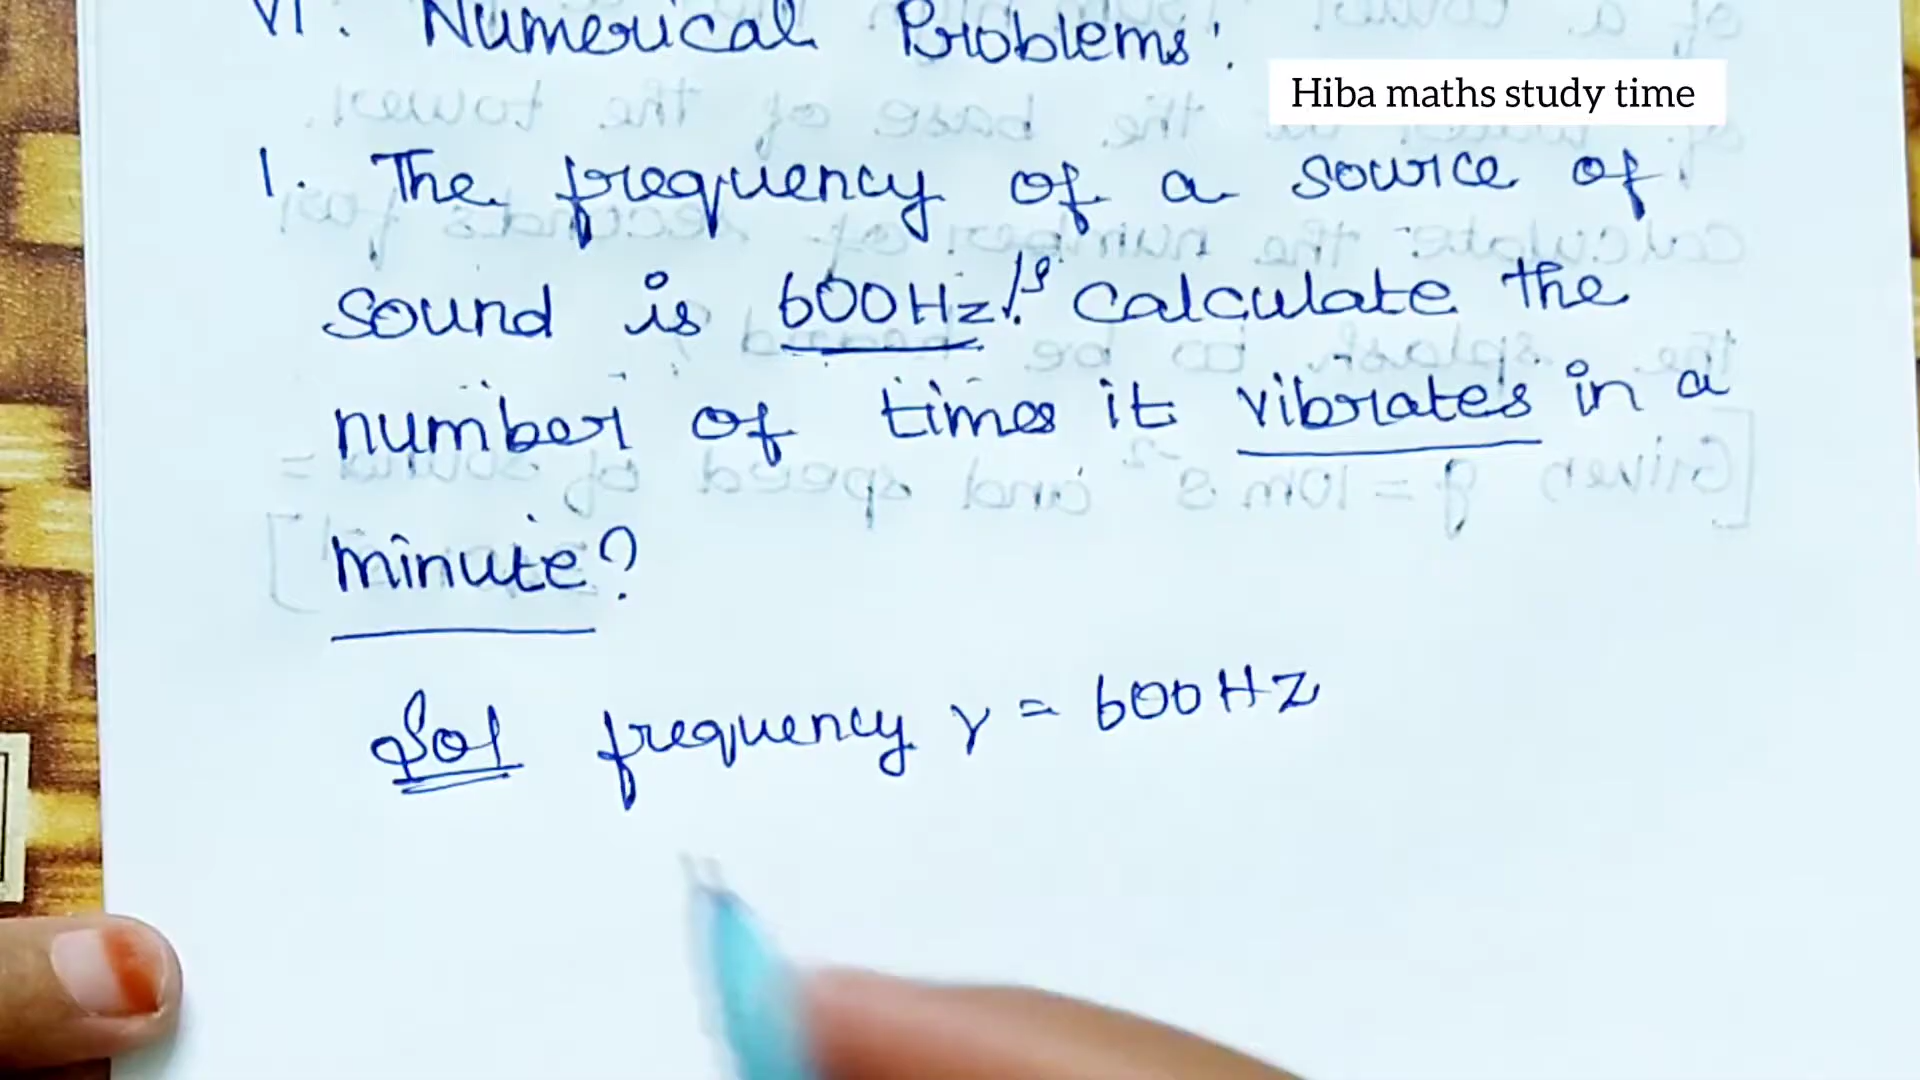 VI. Numerical Problems:
Hiba maths study time
1. The frequency of a source of
sound is 600Hz/s. Calculate the
number of times it vibrates in a
minute?
Sol frequency γ = 600HZ